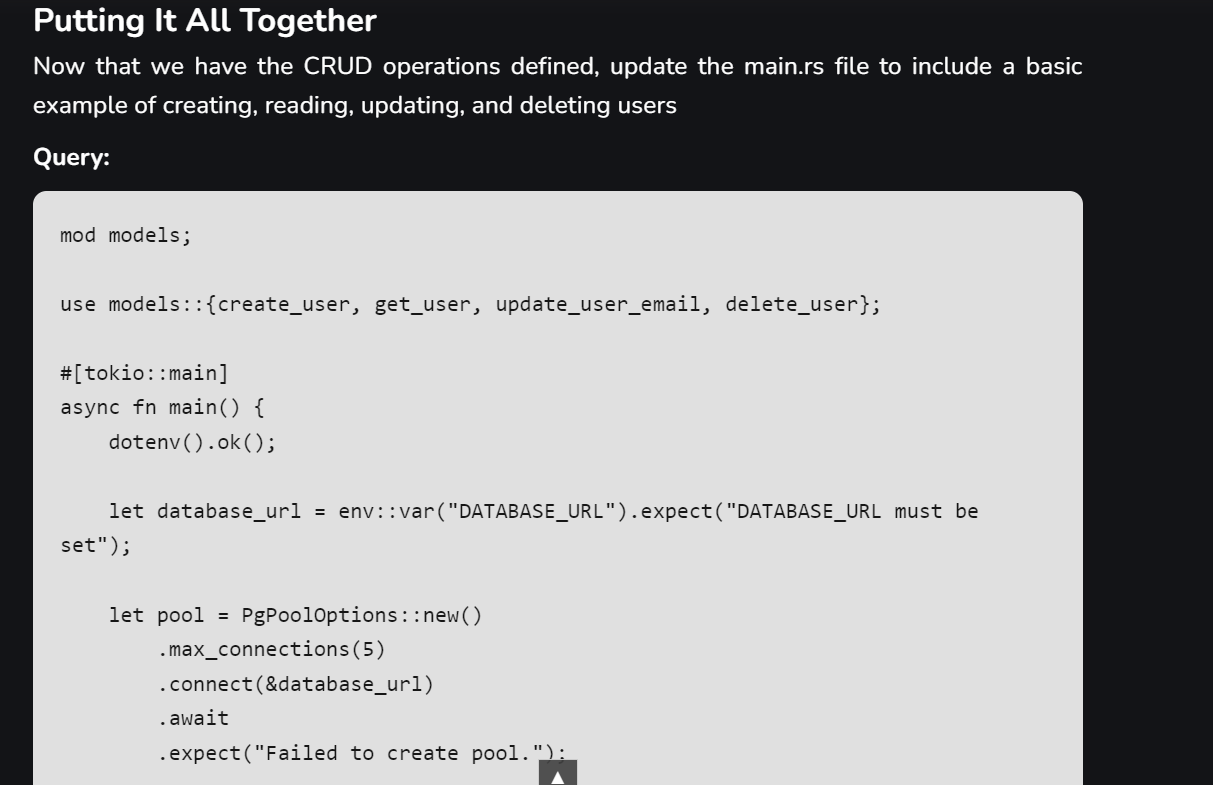 Putting It All Together
Now that we have the CRUD operations defined, update the main.rs file to include a basic
example of creating, reading, updating, and deleting users
Query:
mod models;
use models::{create_user, get_user, update_user_email, delete_user};
#[tokio::main]
async fn main() {
    dotenv().ok();
    let database_url = env::var("DATABASE_URL").expect("DATABASE_URL must be
set");
    let pool = PgPoolOptions::new()
        .max_connections(5)
        .connect(&database_url)
        .await
        .expect("Failed to create pool.");